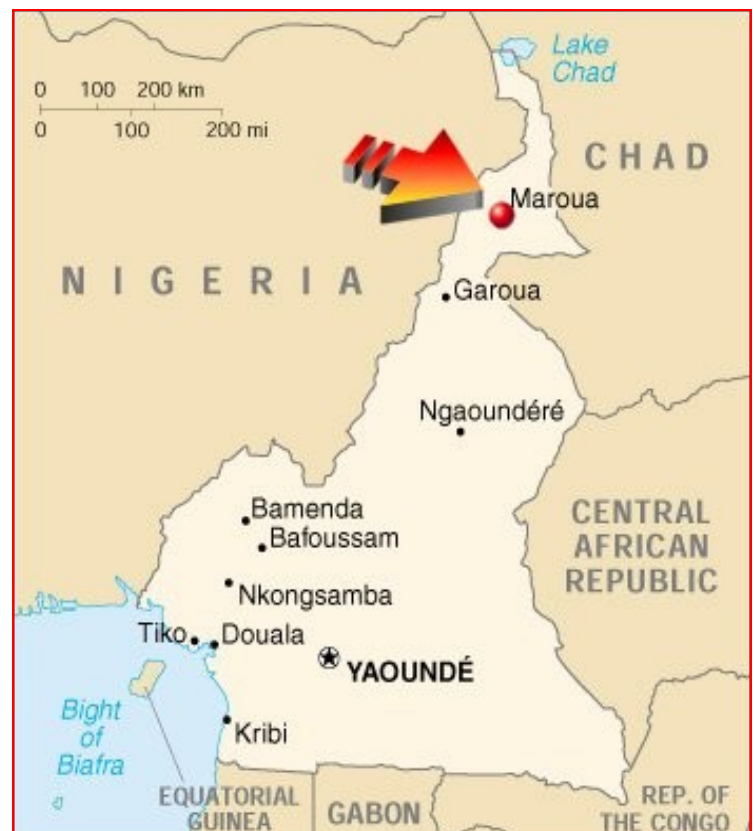 Lake
Chad
0 100 200 km
0 100 200 mi
CHAD
Maroua
NIGERIA
Garoua
Ngaoundéré
Bamenda
Bafoussam
CENTRAL
AFRICAN
REPUBLIC
Nkongsamba
Tiko
Douala
YAOUNDÉ
Bight
of
Biafra
Kribi
EQUATORIAL
GUINEA
GABON
REP. OF
THE CONGO